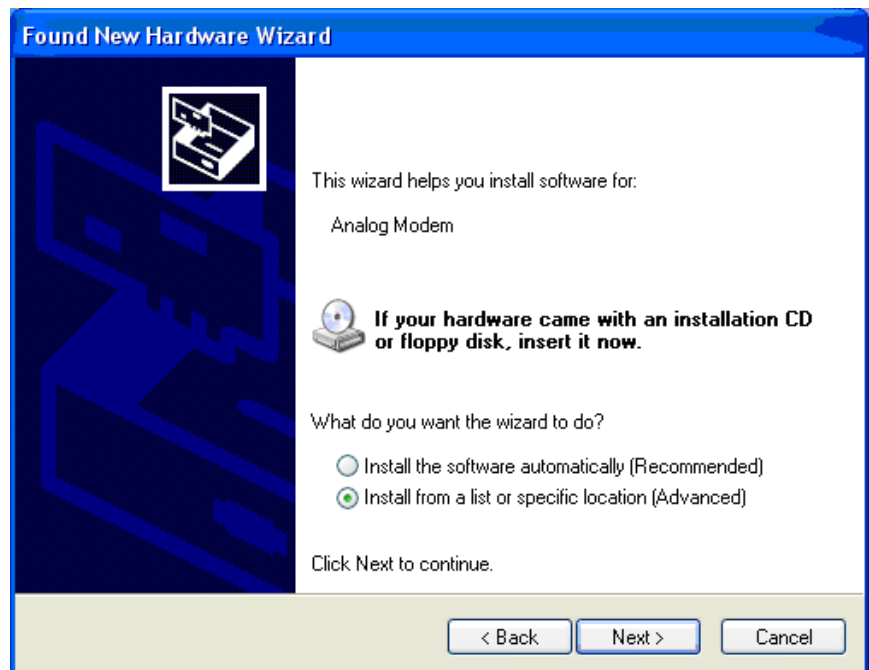 Found New Hardware Wizard
This wizard helps you install software for:
Analog Modem
If your hardware came with an installation CD
or floppy disk, insert it now.
What do you want the wizard to do?
Install the software automatically (Recommended)
Install from a list or specific location (Advanced)
Click Next to continue.
< Back Next > Cancel